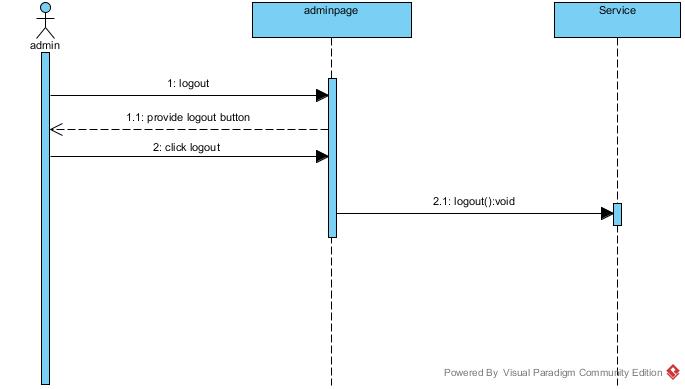 adminpage
Service
admin
1: logout
1.1: provide logout button
2: click logout
2.1: logout():void
Powered By Visual Paradigm Community Edition